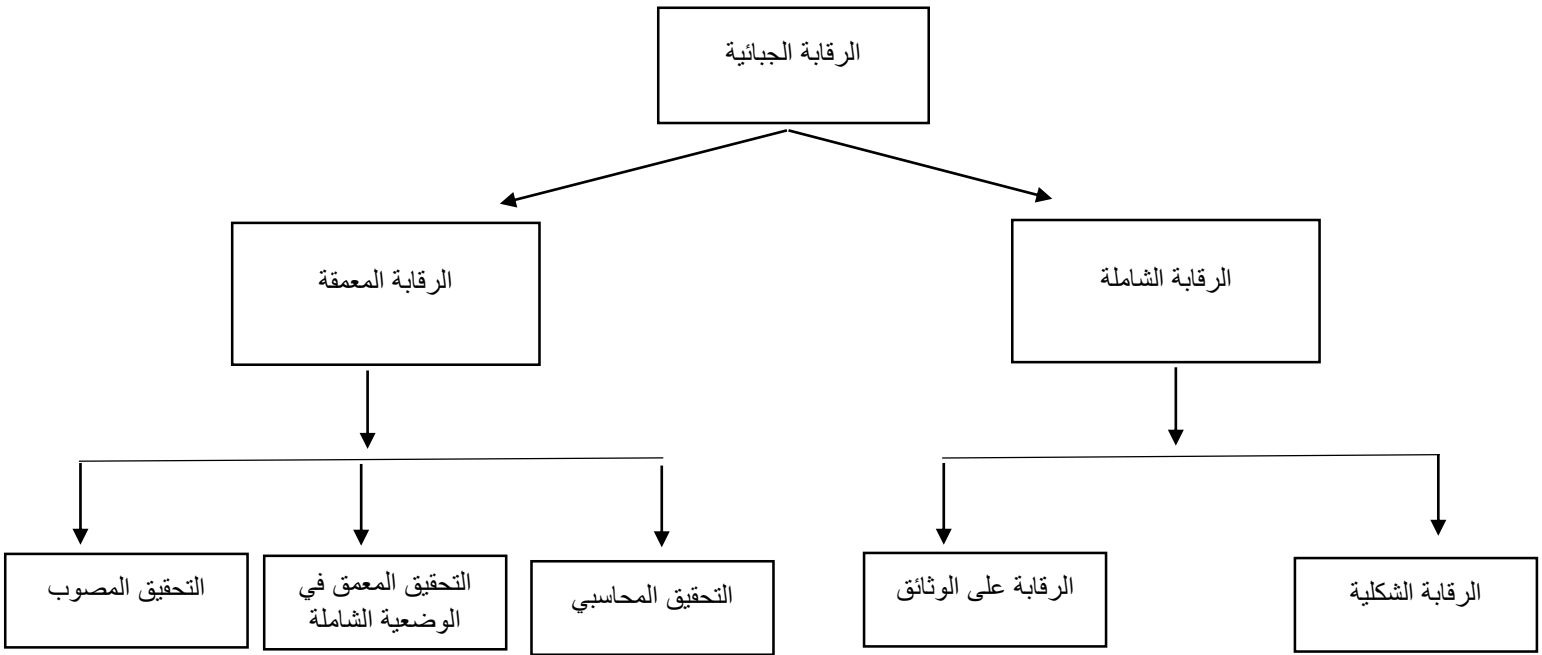 الرقابة الجبائية
الرقابة الشاملة
الرقابة المعمقة
الرقابة الشكلية
الرقابة على الوثائق
التحقيق المحاسبي
التحقيق المعمق في
الوضعية الشاملة
التحقيق المصوب